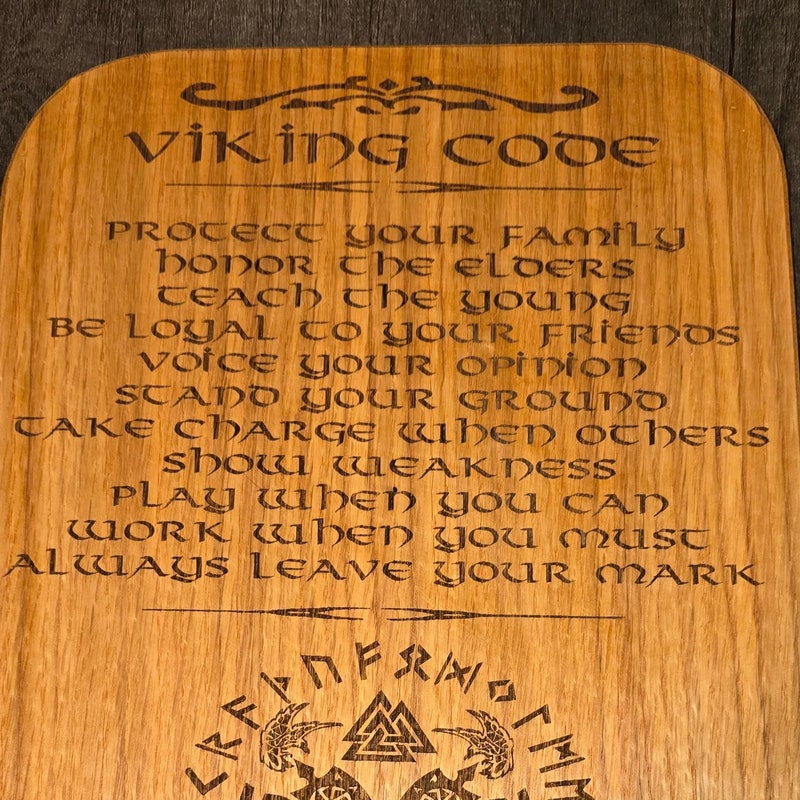 VIKING CODE
PROTECT YOUR FAMILY
HONOR THE ELDERS
TEACH THE YOUNG
BE LOYAL TO YOUR FRIENDS
VOICE YOUR OPINION
STAND YOUR GROUND
TAKE CHARGE WHEN OTHERS
SHOW WEAKNESS
PLAY WHEN YOU CAN
WORK WHEN YOU MUST
ALWAYS LEAVE YOUR MARK